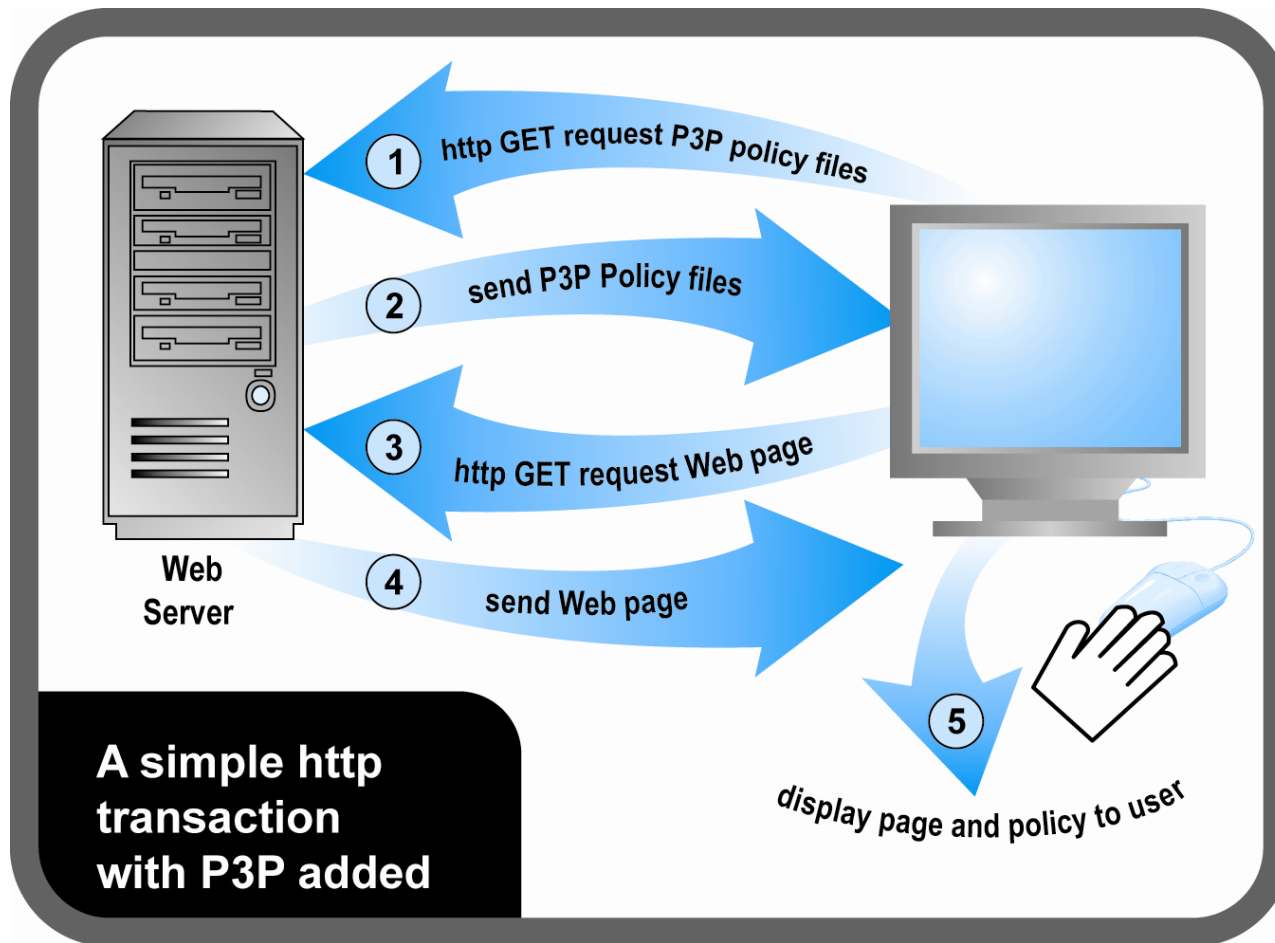 1
http GET request P3P policy files
2
send P3P Policy files
3
http GET request Web page
4
send Web page
Web
Server
5
display page and policy to user
A simple http
transaction
with P3P added